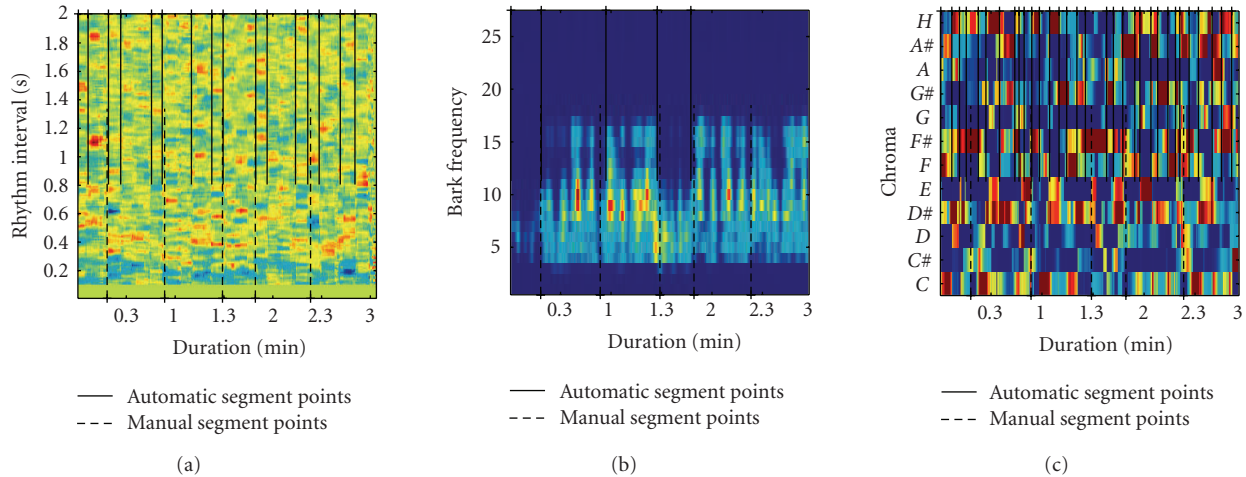 2
1.8
1.6
1.4
1.2
1
0.8
0.6
0.4
0.2
Rhythm interval (s)
0.3 1 1.3 2 2.3 3
Duration (min)
Automatic segment points
Manual segment points
(a)
25
20
15
10
5
Bark frequency
0.3 1 1.3 2 2.3 3
Duration (min)
Automatic segment points
Manual segment points
(b)
H
A#
A
G#
G
F#
F
E
D#
D
C#
C
Chroma
0.3 1 1.3 2 2.3 3
Duration (min)
Automatic segment points
Manual segment points
(c)